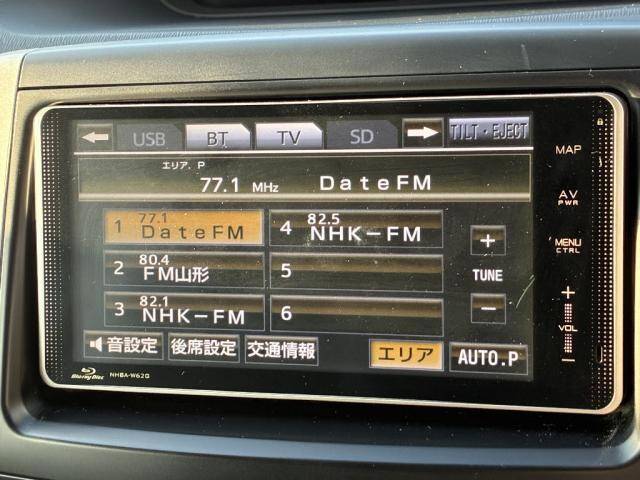 USB BT TV SD TILT・EJECT
エリア. P
77.1 MHz DateFM
1 77.1 DateFM
2 80.4 FM山形
3 82.1 NHK－FM
4 82.5 NHK－FM
5
6
+
TUNE
−
音設定 後席設定 交通情報 エリア AUTO.P
MAP
AV
PWR
MENU
CTRL
+
VOL
−
Blu-ray Disc NHBA-W62G